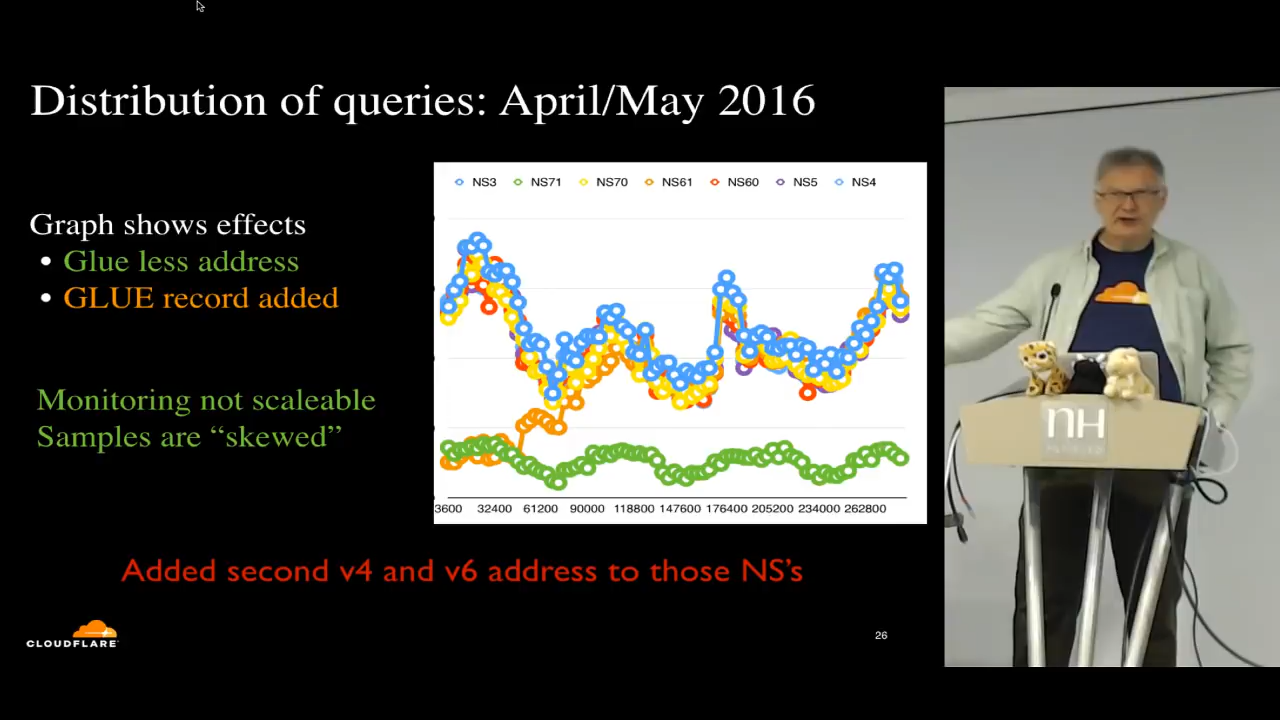 Distribution of queries: April/May 2016
Graph shows effects
• Glue less address
• GLUE record added
Monitoring not scaleable
Samples are “skewed”
NS3 NS71 NS70 NS61 NS60 NS5 NS4
3600 32400 61200 90000 118800 147600 176400 205200 234000 262800
Added second v4 and v6 address to those NS’s
CLOUDFLARE
26
NH